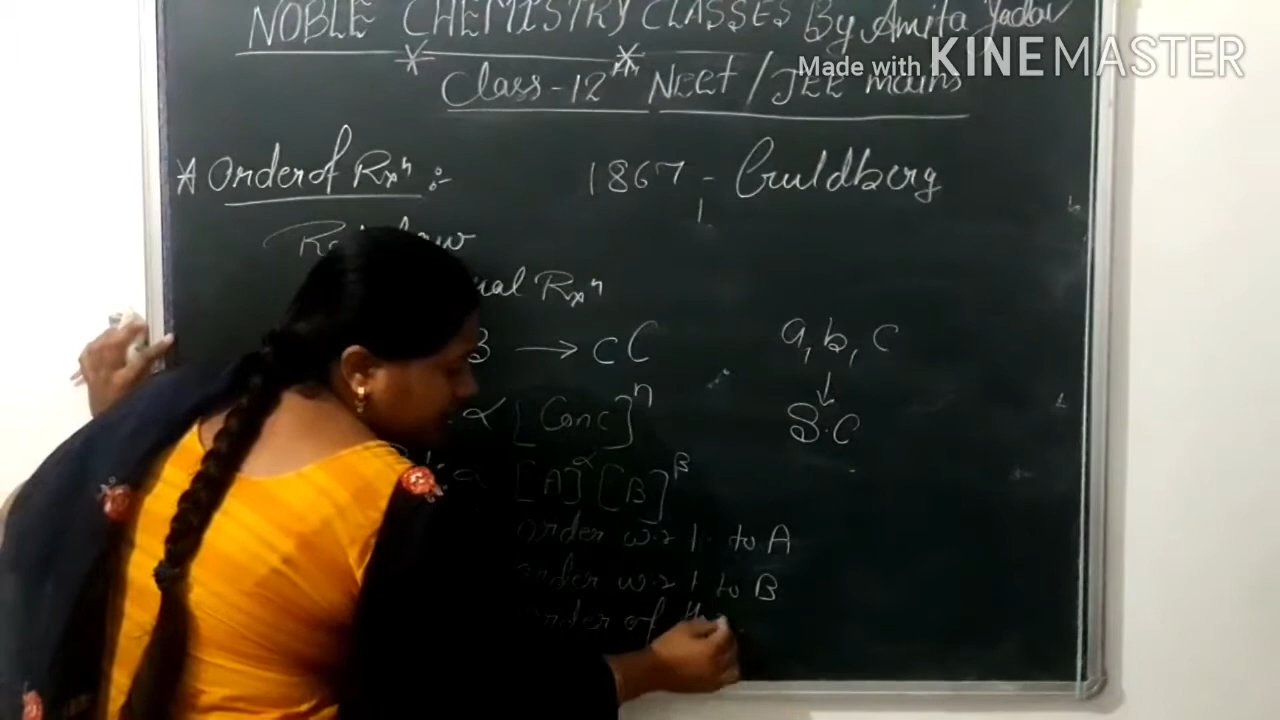 NOBLE CHEMISTRY CLASSES By Amita Yadav
Made with KINEMASTER
Class-12th NEET / JEE mains
* Order of Rxn :-
1867 - Guldberg
Rxn
B → cC
a, b, c
∝ [Conc]^n
S.C
[A]^α [B]^β
order w.r.t. to A
order w.r.t to B
order of